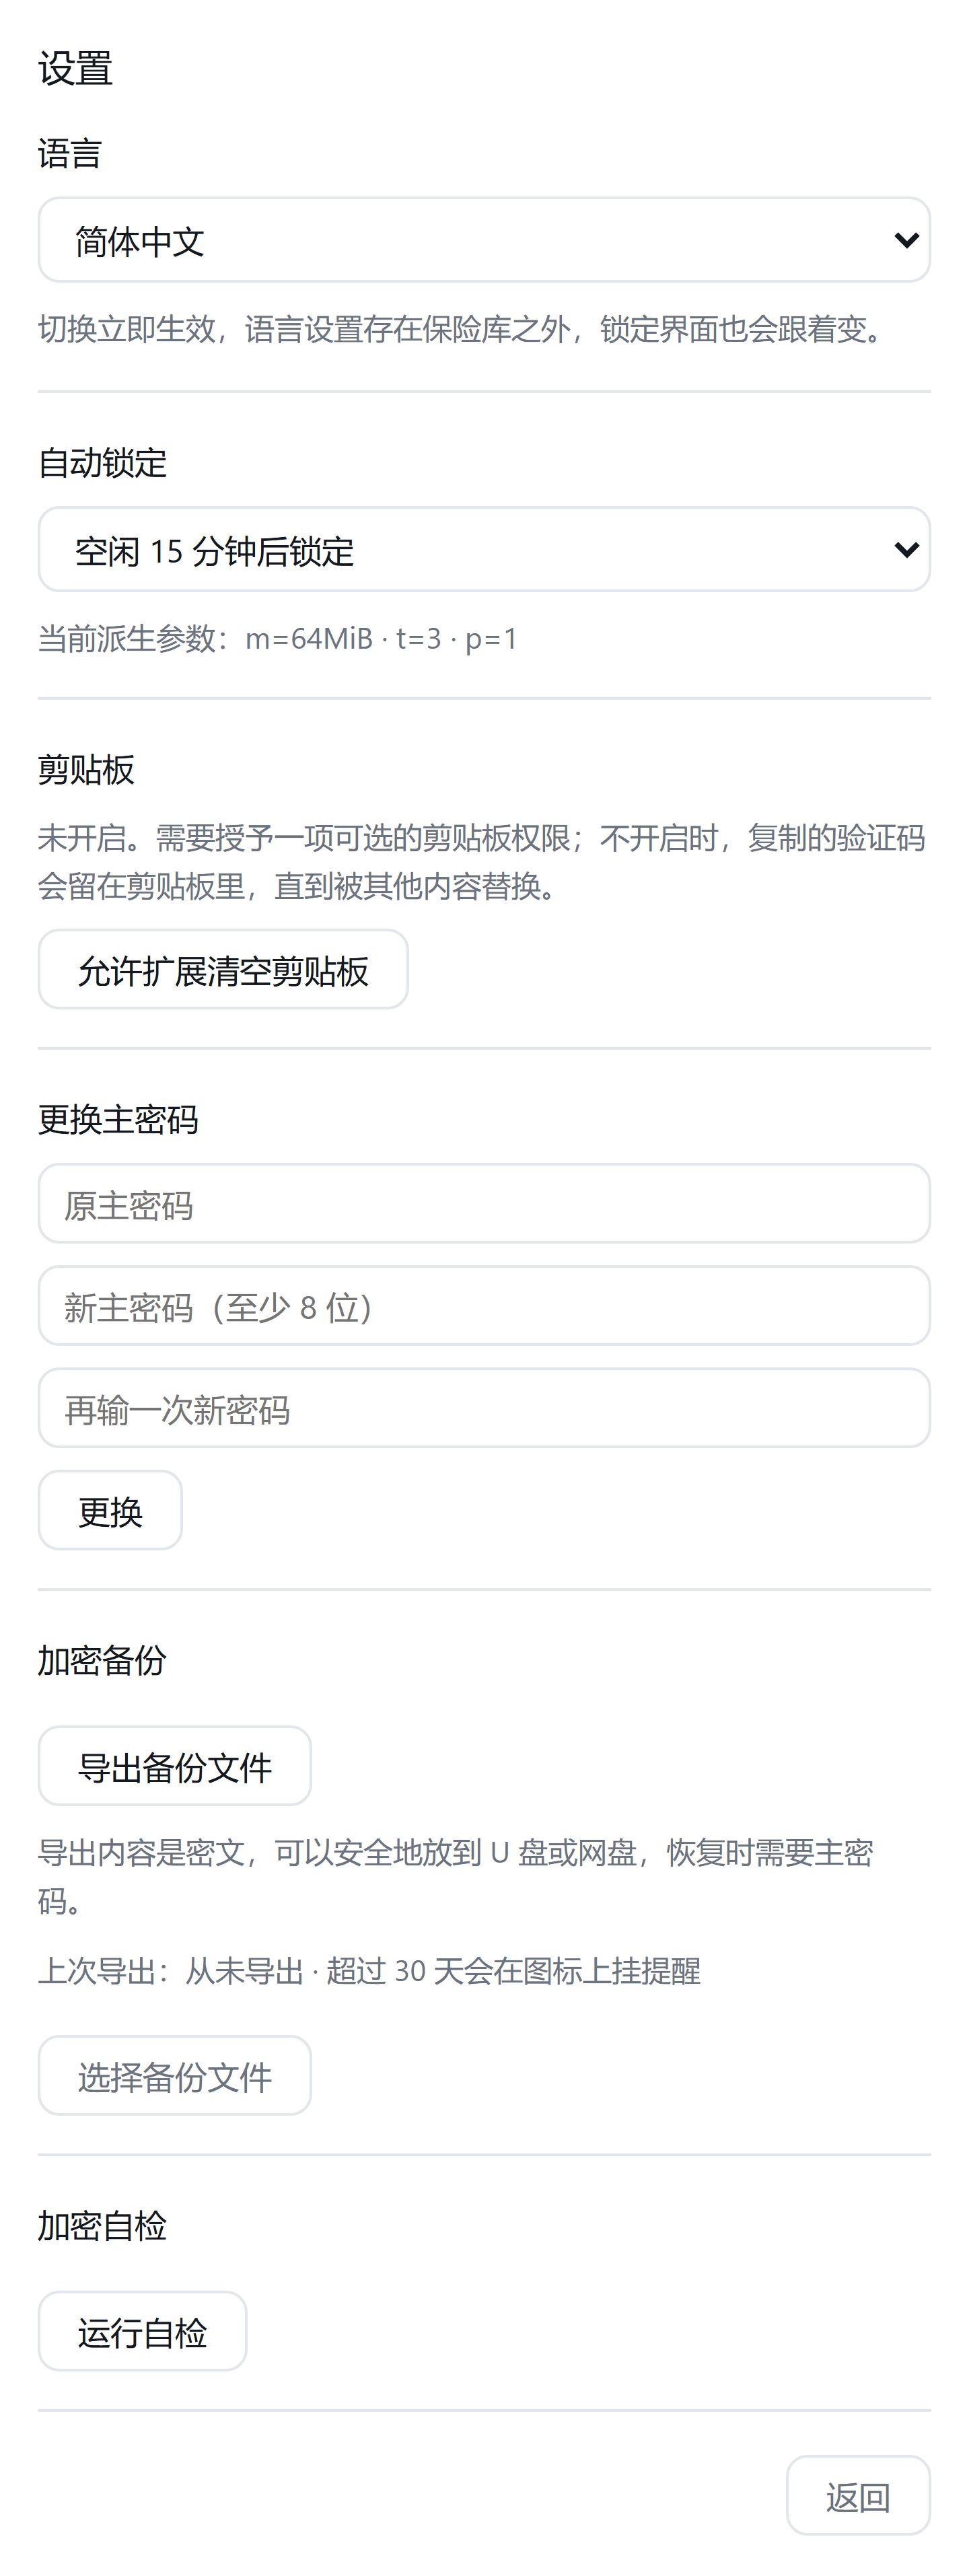 设置
语言
简体中文
切换立即生效，语言设置存在保险库之外，锁定界面也会跟着变。
自动锁定
空闲 15 分钟后锁定
当前派生参数：m=64MiB · t=3 · p=1
剪贴板
未开启。需要授予一项可选的剪贴板权限；不开启时，复制的验证码
会留在剪贴板里，直到被其他内容替换。
允许扩展清空剪贴板
更换主密码
原主密码
新主密码（至少 8 位）
再输一次新密码
更换
加密备份
导出备份文件
导出内容是密文，可以安全地放到 U 盘或网盘，恢复时需要主密
码。
上次导出：从未导出 · 超过 30 天会在图标上挂提醒
选择备份文件
加密自检
运行自检
返回